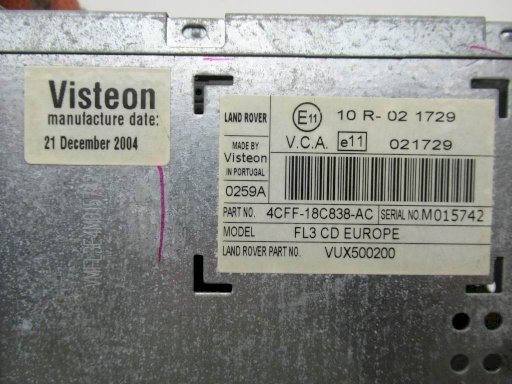 Visteon
manufacture date:
21 December 2004
LAND ROVER
E11
10 R- 02 1729
MADE BY
Visteon
IN PORTUGAL
V.C.A.
e11
021729
0259A
PART NO. 4CFF-18C838-AC SERIAL NO. M015742
MODEL FL3 CD EUROPE
LAND ROVER PART NO. VUX500200